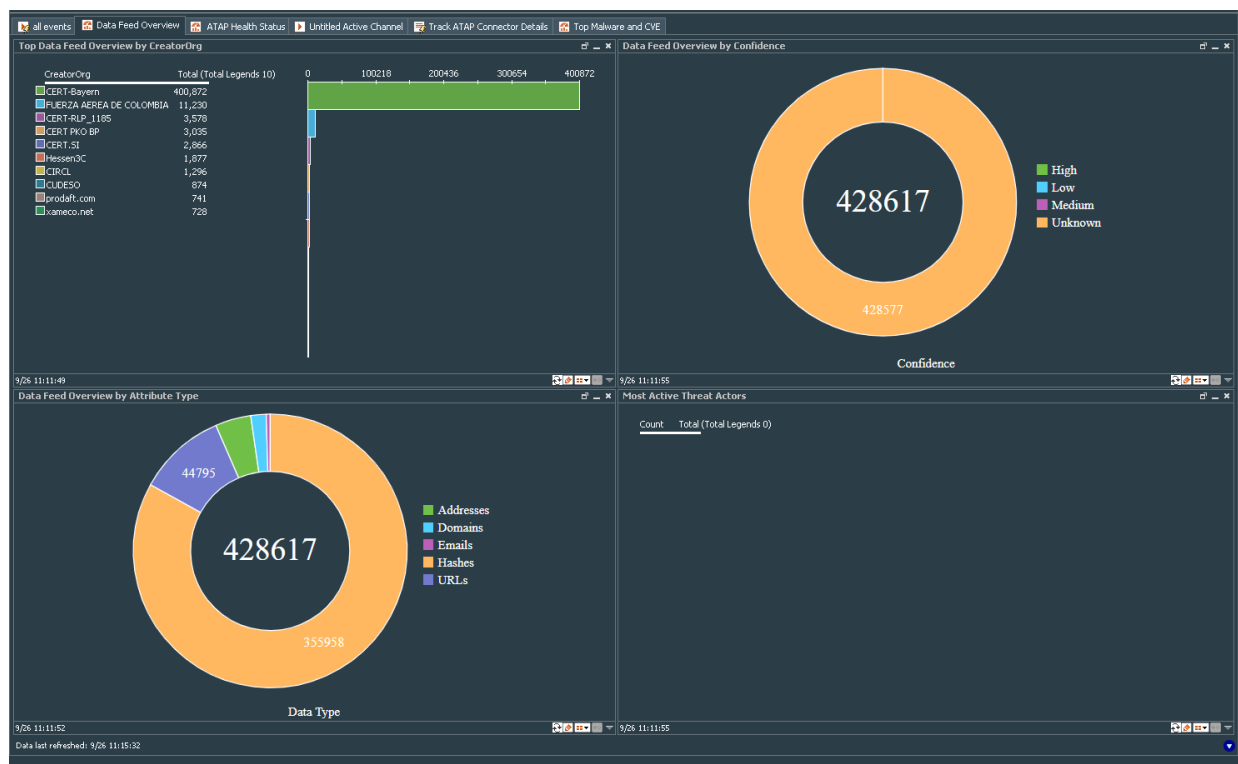 all events Data Feed Overview ATAP Health Status Untitled Active Channel Track ATAP Connector Details Top Malware and CVE
Top Data Feed Overview by CreatorOrg
CreatorOrg Total (Total Legends 10) 0 100218 200436 300654 400872
CERT-Bayern 400,872
FUERZA AEREA DE COLOMBIA 11,230
CERT-RLP_1185 3,578
CERT PKO BP 3,035
CERT.SI 2,866
Hessen3C 1,877
CIRCL 1,296
CUDESO 874
prodaft.com 741
xameco.net 728
9/26 11:11:49
Data Feed Overview by Confidence
428617
High
Low
Medium
Unknown
428577
Confidence
9/26 11:11:55
Data Feed Overview by Attribute Type
44795
428617
Addresses
Domains
Emails
Hashes
URLs
355958
Data Type
9/26 11:11:52
Most Active Threat Actors
Count Total (Total Legends 0)
9/26 11:11:55
Data last refreshed: 9/26 11:15:32